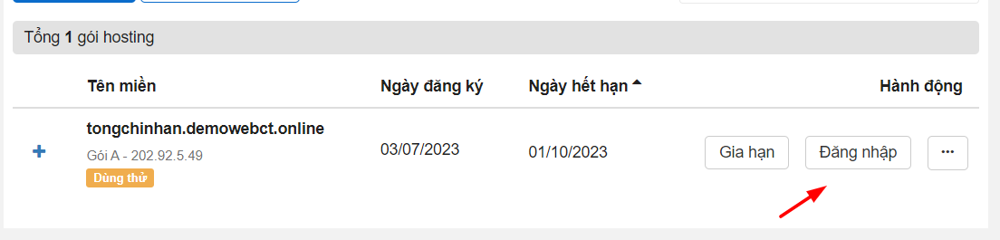 Tổng 1 gói hosting
Tên miền Ngày đăng ký Ngày hết hạn Hành động
tongchinhan.demowebct.online
Gói A - 202.92.5.49
Dùng thử
03/07/2023 01/10/2023 Gia hạn Đăng nhập ...